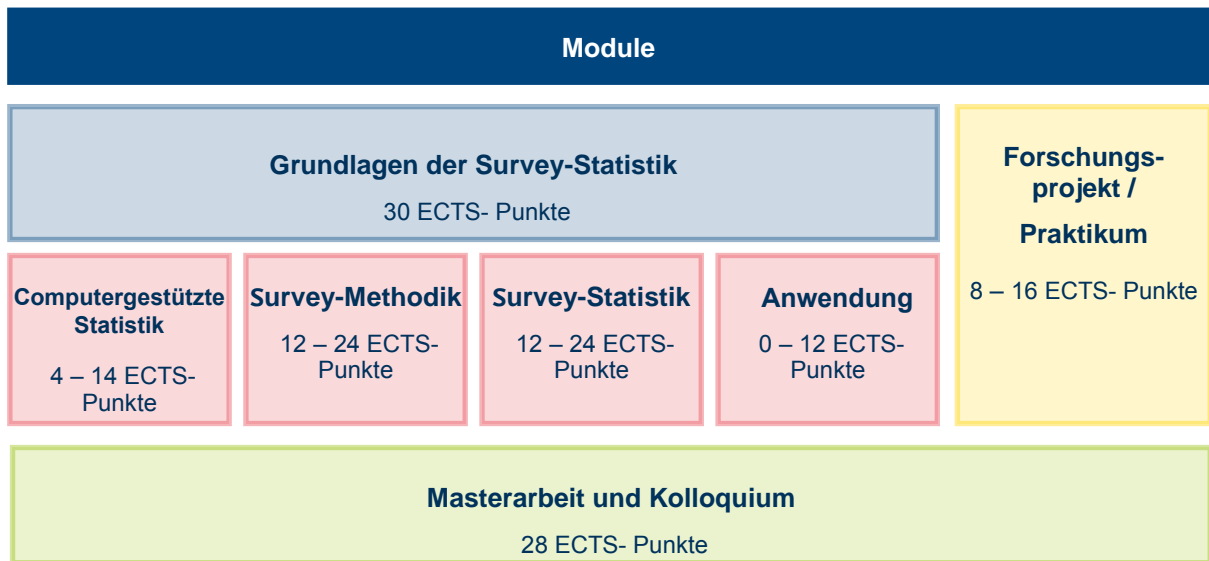 Module
Grundlagen der Survey-Statistik
30 ECTS- Punkte
Forschungs-
projekt /
Praktikum
8 – 16 ECTS- Punkte
Computergestützte
Statistik
4 – 14 ECTS-
Punkte
Survey-Methodik
12 – 24 ECTS-
Punkte
Survey-Statistik
12 – 24 ECTS-
Punkte
Anwendung
0 – 12 ECTS-
Punkte
Masterarbeit und Kolloquium
28 ECTS- Punkte